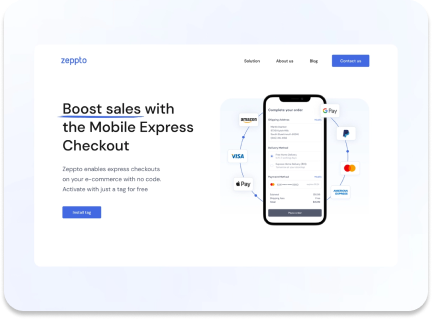 zeppto
Solution
About us
Blog
Contact us
Boost sales with
the Mobile Express
Checkout
Zeppto enables express checkouts
on your e-commerce with no code.
Activate with just a tag for free
Install tag
amazon
VISA
Apple Pay
G Pay
PayPal
AMERICAN
EXPRESS
Complete your order
Shipping Address
Delivery Method
Payment Method